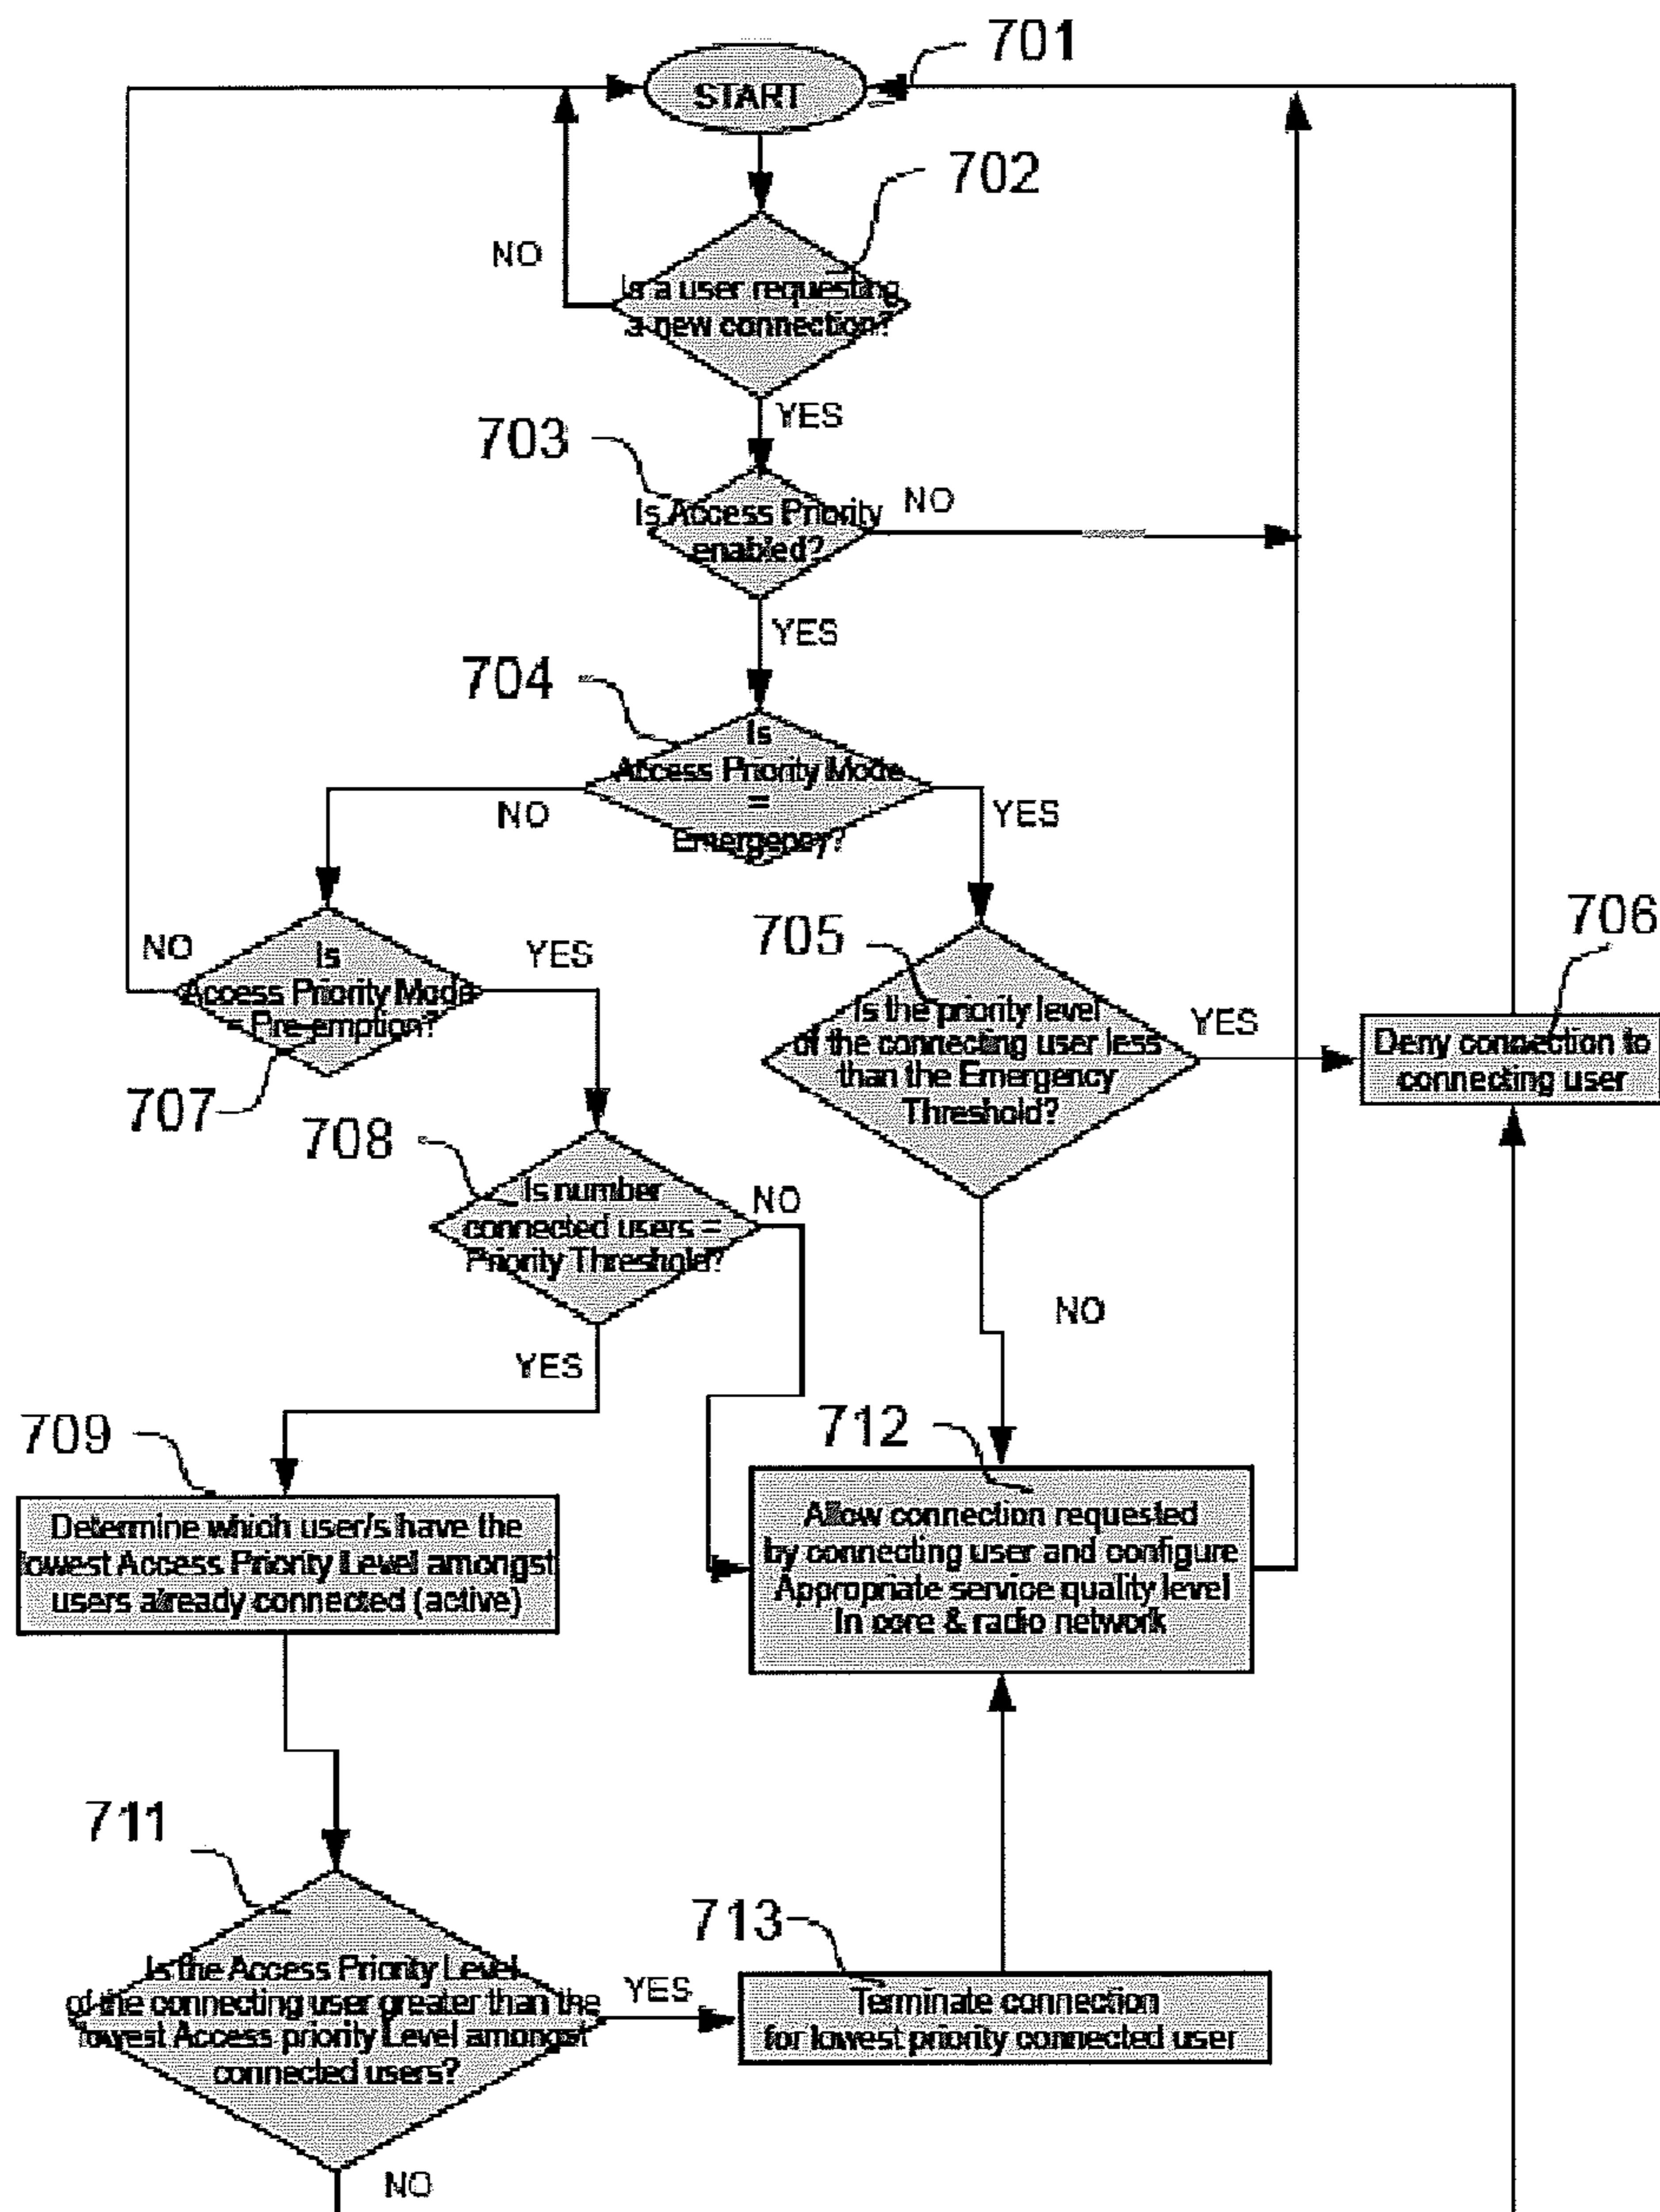 701
START
702
NO
Is a user requesting
a new connection?
YES
703
Is Access Priority
enabled?
NO
YES
704
Is
Access Priority Mode
=
Emergency?
NO
YES
705
706
NO
Is
Access Priority Mode
= Pre-emption?
YES
Is the priority level
of the connecting user less
than the Emergency
Threshold?
YES
Deny connection to
connecting user
707
708
Is number
connected users =
Priority Threshold?
NO
NO
YES
709
712
Determine which user/s have the
lowest Access Priority Level amongst
users already connected (active)
Allow connection requested
by connecting user and configure
Appropriate service quality level
In core & radio network
711
713
Is the Access Priority Level
of the connecting user greater than the
lowest Access priority Level amongst
connected users?
YES
Terminate connection
for lowest priority connected user
NO